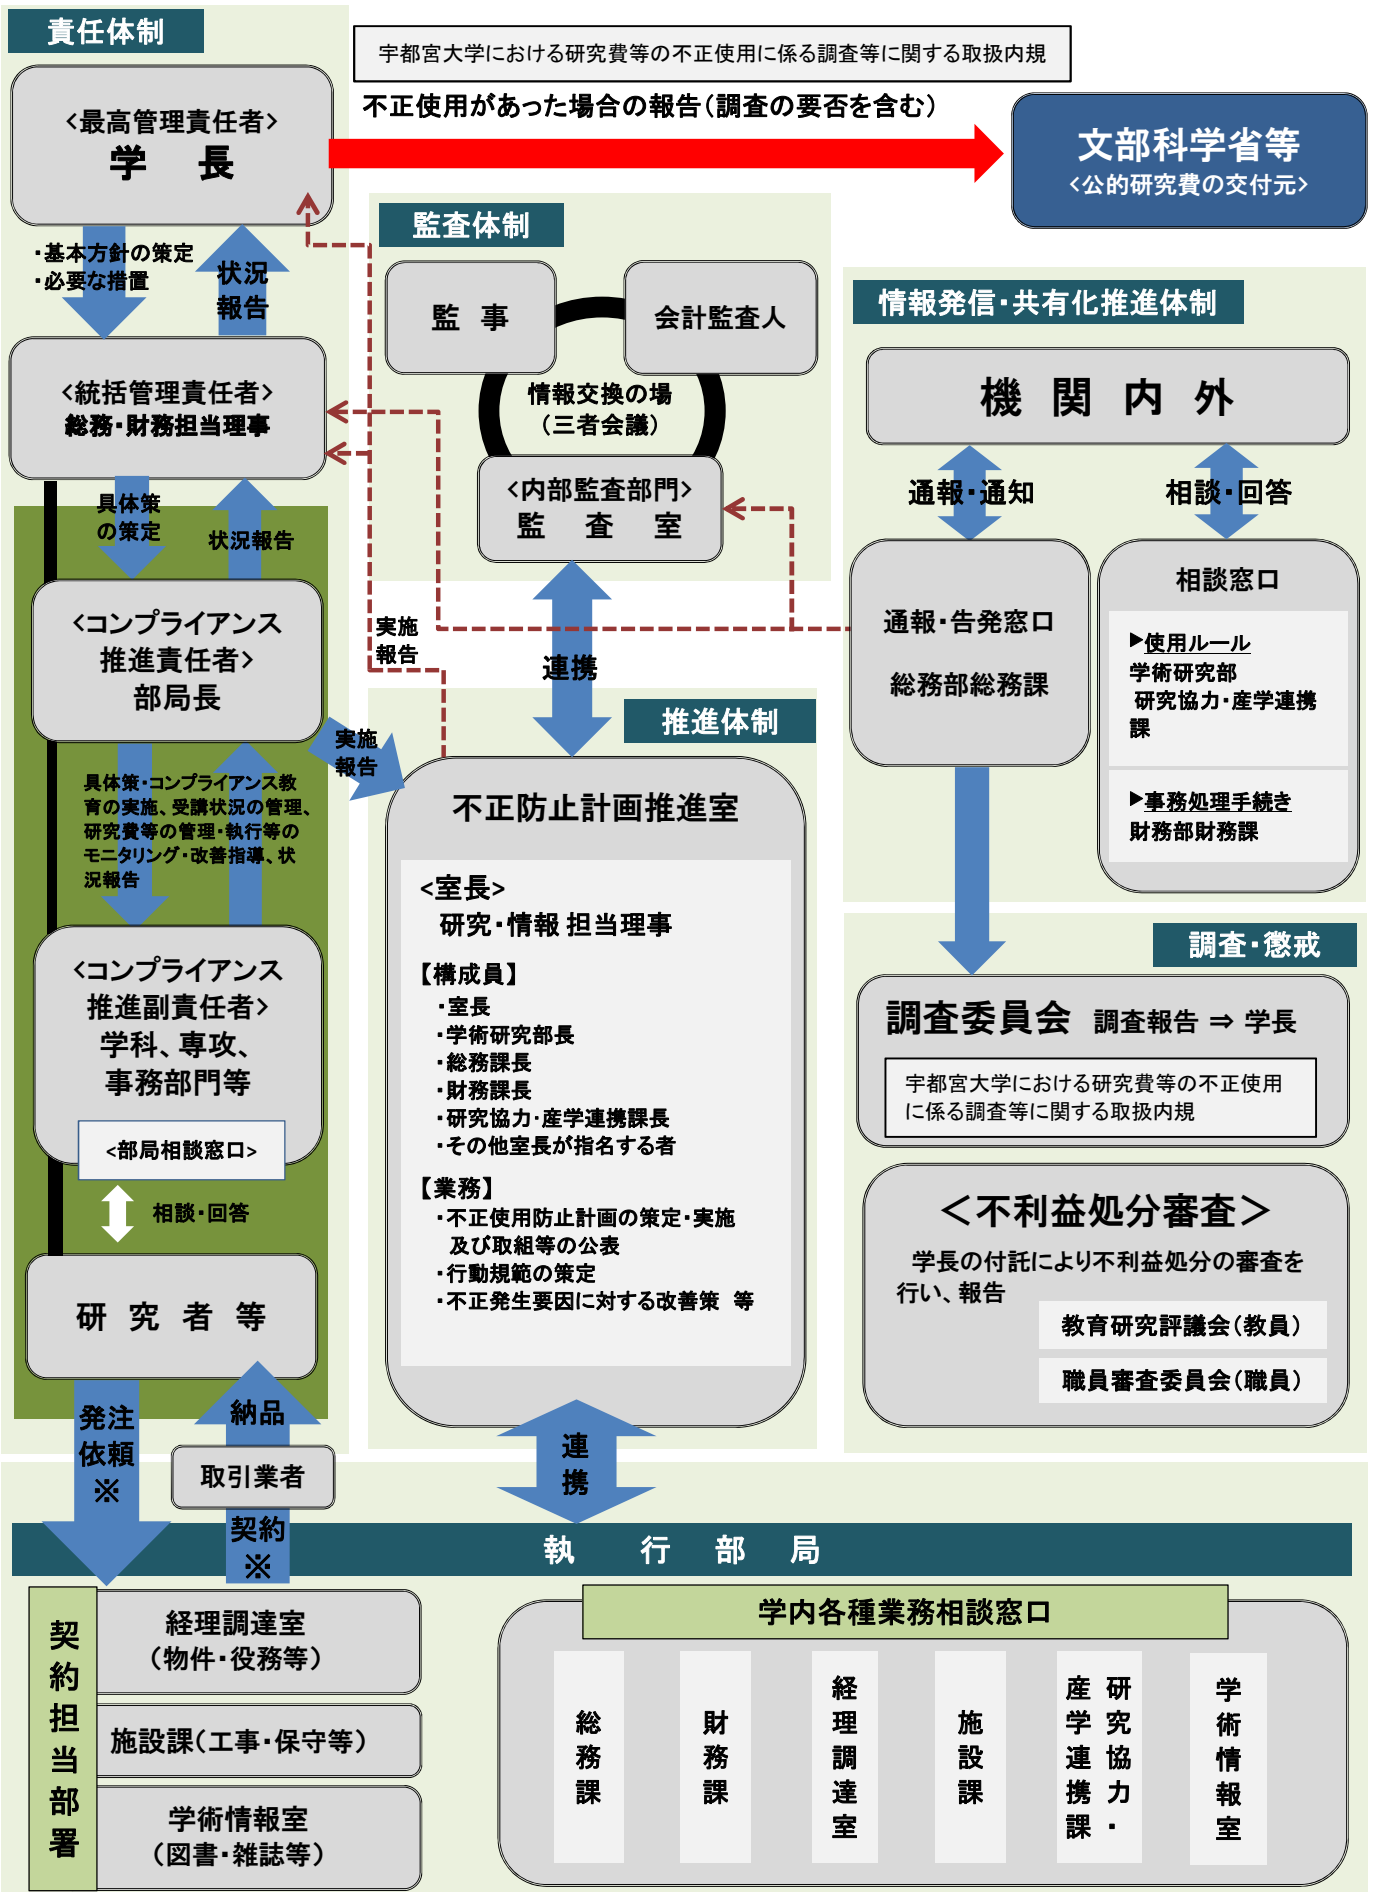 責任体制
宇都宮大学における研究費等の不正使用に係る調査等に関する取扱内規
不正使用があった場合の報告（調査の要否を含む）
<最高管理責任者>
学　長
文部科学省等
<公的研究費の交付元>
・基本方針の策定
・必要な措置
状況
報告
<統括管理責任者>
総務・財務担当理事
具体策
の策定
状況報告
<コンプライアンス
推進責任者>
部局長
実施
報告
具体策・コンプライアンス教
育の実施、受講状況の管理、
研究費等の管理・執行等の
モニタリング・改善指導、状
況報告
<コンプライアンス
推進副責任者>
学科、専攻、
事務部門等
<部局相談窓口>
相談・回答
研　究　者　等
発注
依頼
※
納品
取引業者
契約
※
監査体制
監　事
会計監査人
情報交換の場
（三者会議）
<内部監査部門>
監　査　室
実施
報告
連携
推進体制
不正防止計画推進室
<室長>
研究・情報 担当理事
【構成員】
・室長
・学術研究部長
・総務課長
・財務課長
・研究協力・産学連携課長
・その他室長が指名する者
【業務】
・不正使用防止計画の策定・実施
及び取組等の公表
・行動規範の策定
・不正発生要因に対する改善策　等
連
携
情報発信・共有化推進体制
機　関　内　外
通報・通知
相談・回答
通報・告発窓口
総務部総務課
相談窓口
▶使用ルール
学術研究部
研究協力・産学連携
課
▶事務処理手続き
財務部財務課
調査・懲戒
調査委員会　調査報告 ⇒ 学長
宇都宮大学における研究費等の不正使用
に係る調査等に関する取扱内規
＜不利益処分審査＞
学長の付託により不利益処分の審査を
行い、報告
教育研究評議会（教員）
職員審査委員会（職員）
執　行　部　局
契約担当部署
経理調達室
（物件・役務等）
施設課（工事・保守等）
学術情報室
（図書・雑誌等）
学内各種業務相談窓口
総務課
財務課
経理調達室
施設課
研究協力・
産学連携課
学術情報室